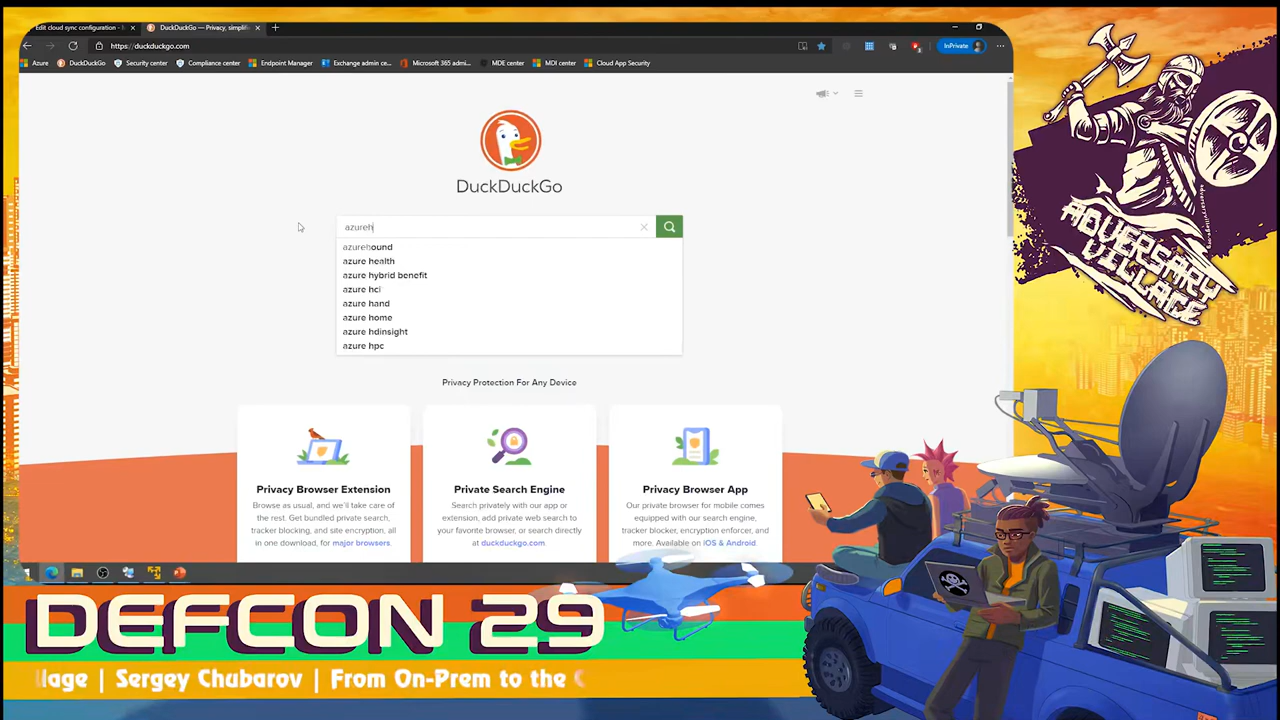 Edit cloud sync configuration -
DuckDuckGo — Privacy, simplifi
https://duckduckgo.com
InPrivate
Azure
DuckDuckGo
Security center
Compliance center
Endpoint Manager
Exchange admin ce...
Microsoft 365 admi...
MDE center
MDI center
Cloud App Security
DuckDuckGo
azureh
azurehound
azure health
azure hybrid benefit
azure hci
azure hand
azure home
azure hdinsight
azure hpc
Privacy Protection For Any Device
Privacy Browser Extension
Browse as usual, and we'll take care of
the rest. Get bundled private search,
tracker blocking, and site encryption, all
in one download, for major browsers.
Private Search Engine
Search privately with our app or
extension, add private web search to
your favorite browser, or search directly
at duckduckgo.com.
Privacy Browser App
Our private browser for mobile comes
equipped with our search engine,
tracker blocker, encryption enforcer, and
more. Available on iOS & Android.
ADVERSARY
VILLAGE
DEFCON 29
llage | Sergey Chubarov | From On-Prem to the C